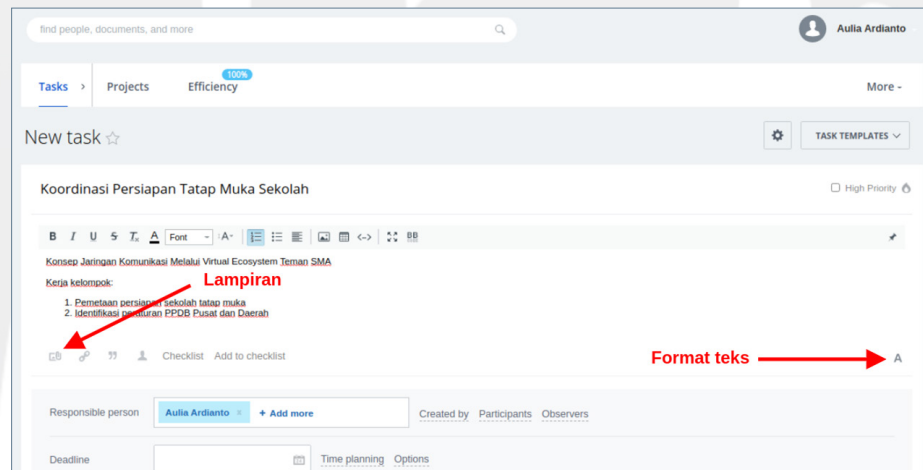 find people, documents, and more
Aulia Ardianto
100%
Tasks > Projects Efficiency More -
New task
TASK TEMPLATES
Koordinasi Persiapan Tatap Muka Sekolah
High Priority
B I U S Tx A Font A
Konsep Jaringan Komunikasi Melalui Virtual Ecosystem Teman SMA
Kerja kelompok:
Lampiran
1. Pemetaan persiapan sekolah tatap muka
2. Identifikasi peraturan PPDB Pusat dan Daerah
Checklist Add to checklist
Format teks
A
Responsible person Aulia Ardianto × + Add more Created by Participants Observers
Deadline Time planning Options